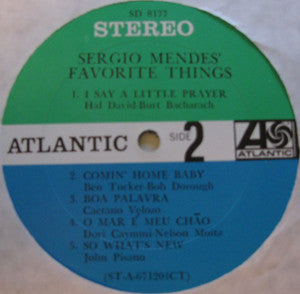 SD 8177
STEREO
SERGIO MENDES'
FAVORITE THINGS
1. I SAY A LITTLE PRAYER
Hal David-Burt Bacharach
ATLANTIC
SIDE 2
ATLANTIC
2. COMIN' HOME BABY
Ben Tucker-Bob Dorough
3. BOA PALAVRA
Caetano Velozo
4. O MAR É MEU CHÃO
Dori Caymmi-Nelson Motta
5. SO WHAT'S NEW
John Pisano
(ST-A-671204CT)